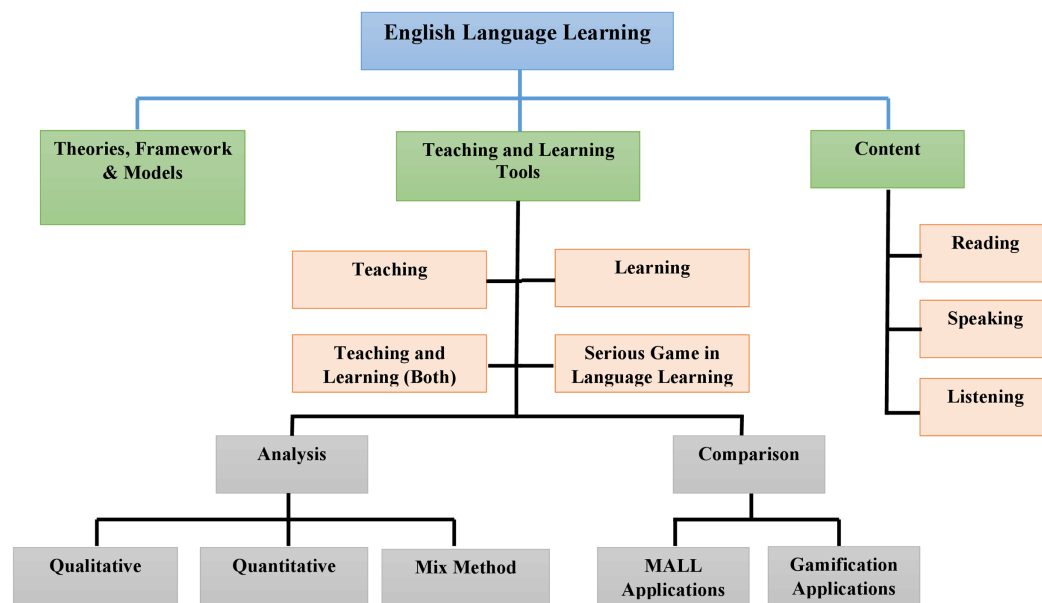 English Language Learning
Theories, Framework
& Models
Teaching and Learning
Tools
Content
Teaching
Learning
Reading
Speaking
Listening
Teaching and
Learning (Both)
Serious Game in
Language Learning
Analysis
Comparison
Qualitative
Quantitative
Mix Method
MALL
Applications
Gamification
Applications